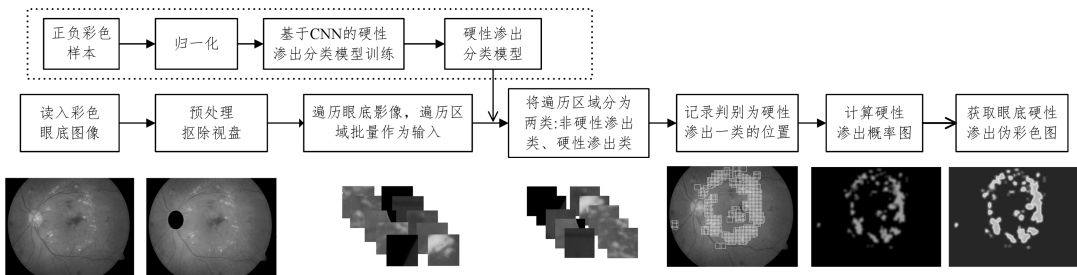 正负彩色
样本
归一化
基于CNN的硬性
渗出分类模型训练
硬性渗出
分类模型
读入彩色
眼底图像
预处理
抠除视盘
遍历眼底影像，遍历区
域批量作为输入
将遍历区域分为
两类:非硬性渗出
类、硬性渗出类
记录判别为硬性
渗出一类的位置
计算硬性
渗出概率图
获取眼底硬性
渗出伪彩色图